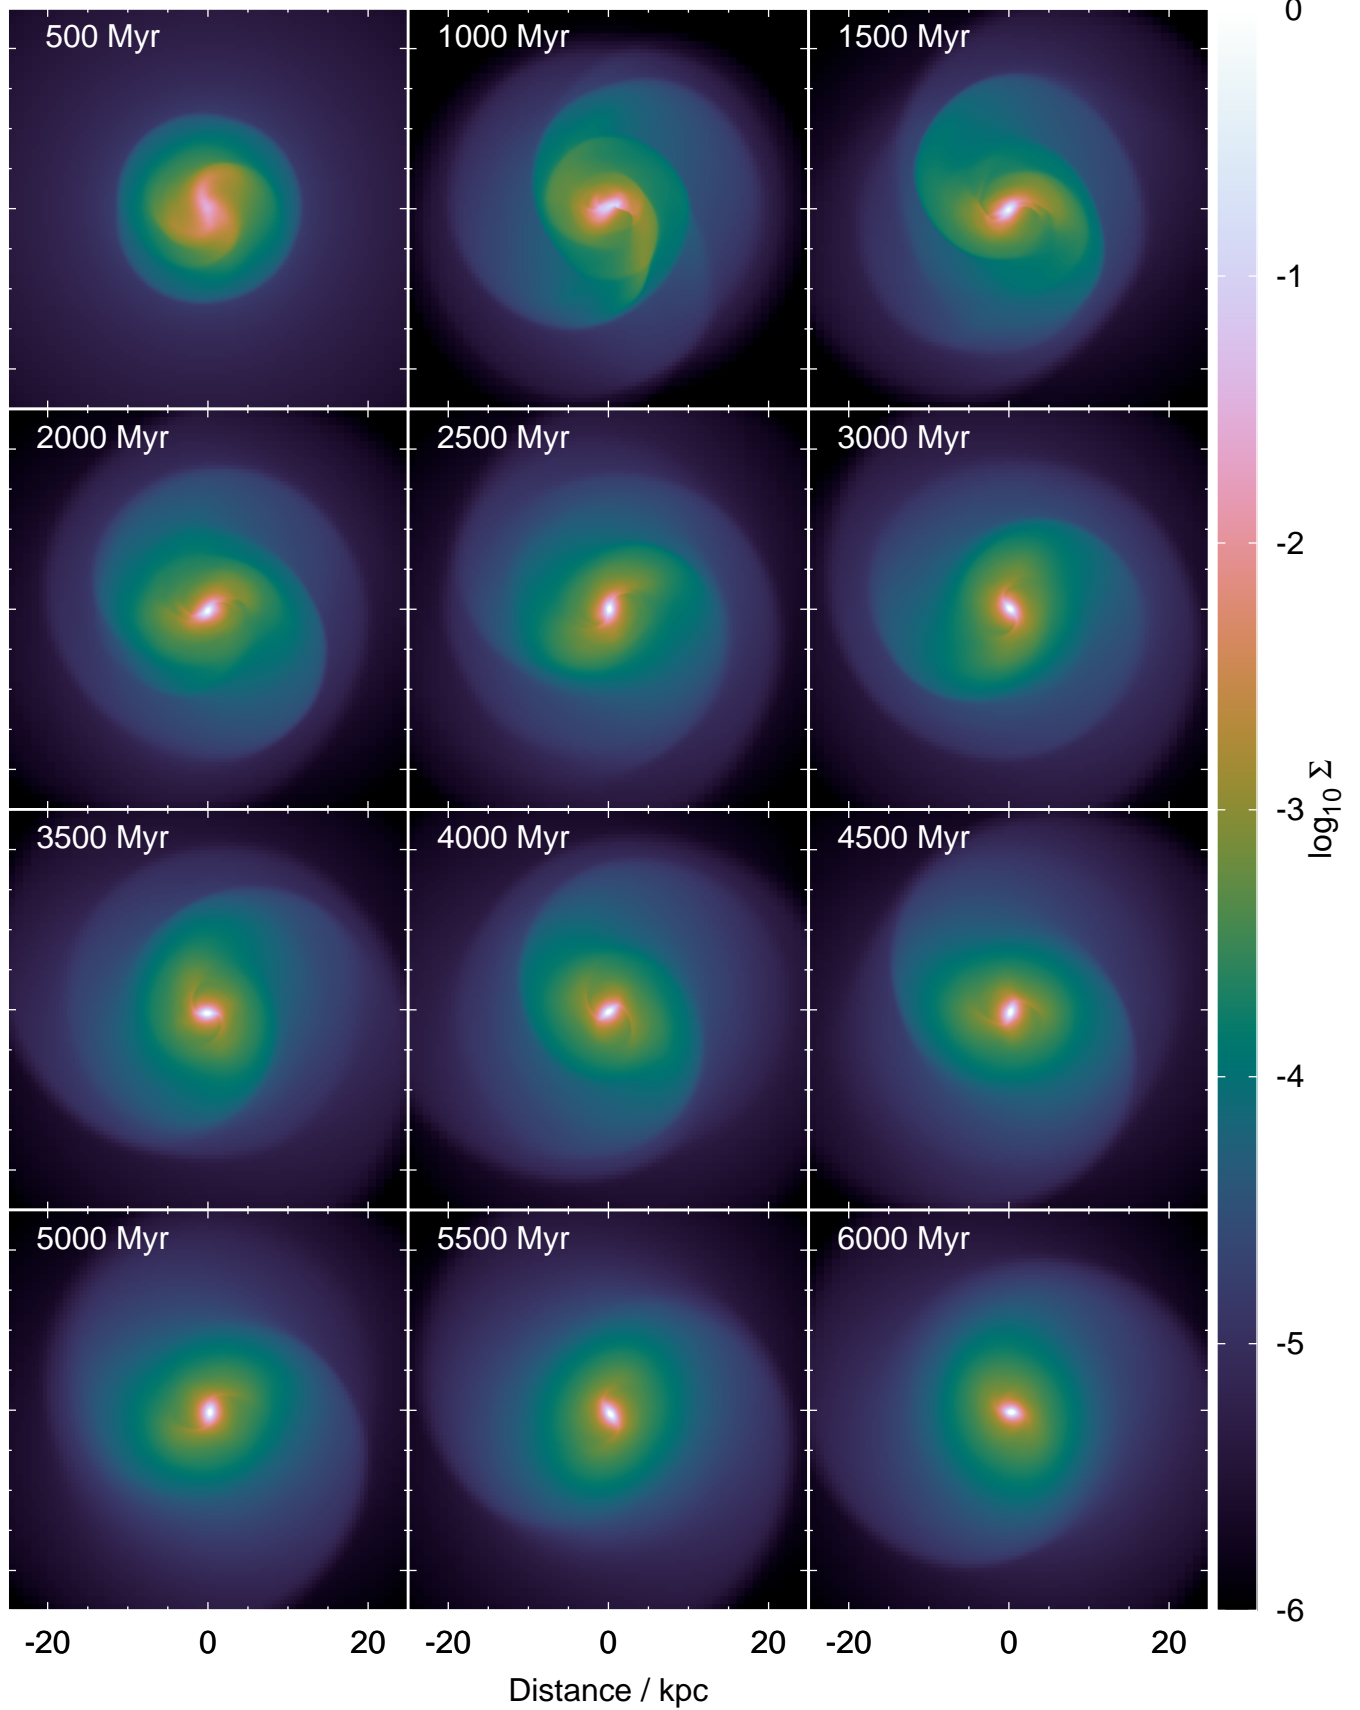 500 Myr
1000 Myr
1500 Myr
0
-1
2000 Myr
2500 Myr
3000 Myr
-2
3500 Myr
4000 Myr
4500 Myr
-3
log₁₀ Σ
-4
5000 Myr
5500 Myr
6000 Myr
-5
-6
-20 0 20 -20 0 20 -20 0 20
Distance / kpc